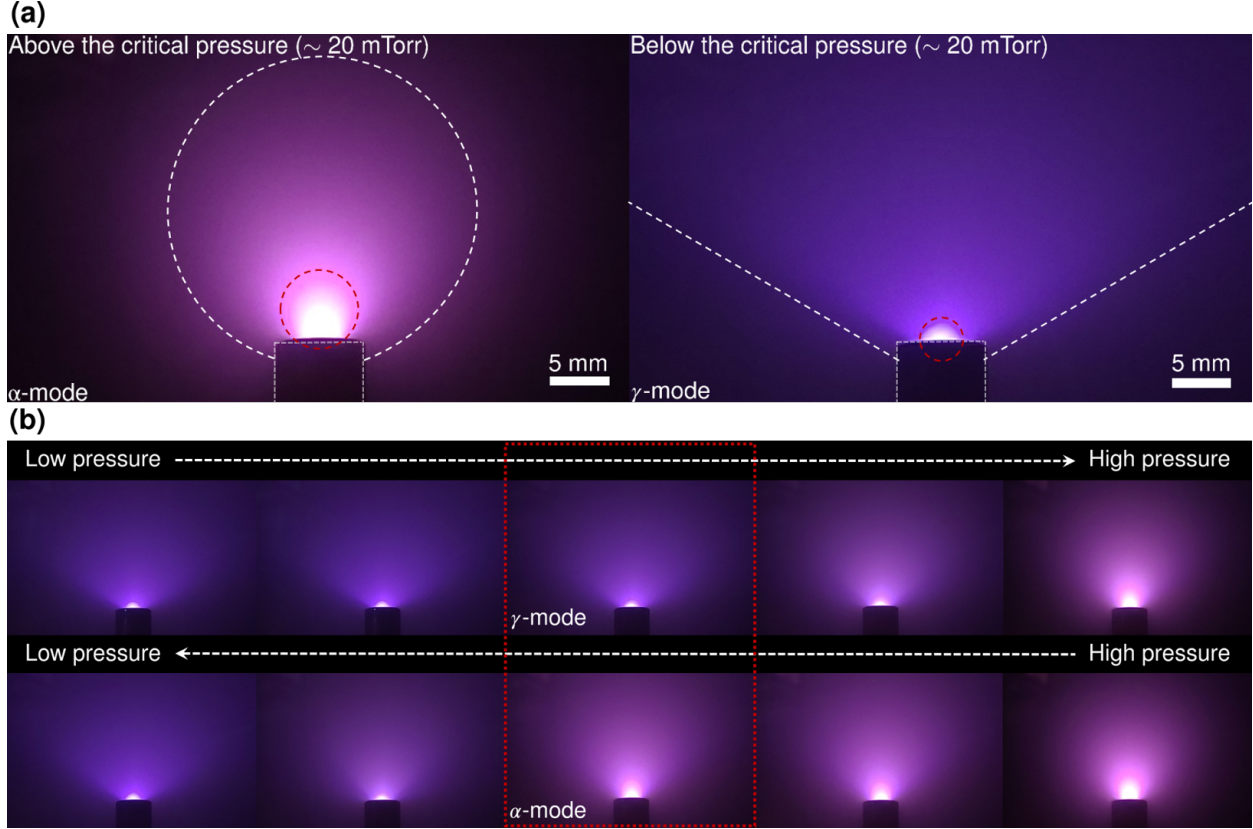 (a)
Above the critical pressure (∼ 20 mTorr)
Below the critical pressure (∼ 20 mTorr)
5 mm
5 mm
α-mode
γ-mode
(b)
Low pressure
High pressure
γ-mode
Low pressure
High pressure
α-mode